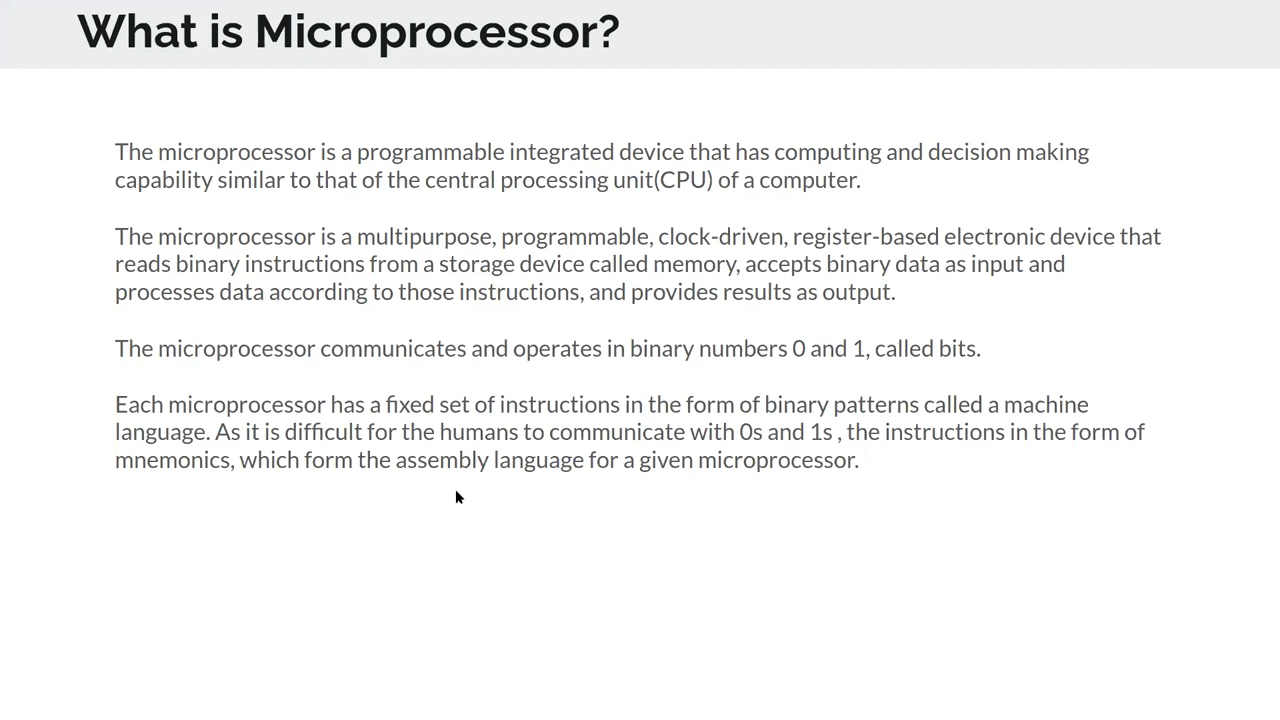 What is Microprocessor?
The microprocessor is a programmable integrated device that has computing and decision making
capability similar to that of the central processing unit(CPU) of a computer.
The microprocessor is a multipurpose, programmable, clock-driven, register-based electronic device that
reads binary instructions from a storage device called memory, accepts binary data as input and
processes data according to those instructions, and provides results as output.
The microprocessor communicates and operates in binary numbers 0 and 1, called bits.
Each microprocessor has a fixed set of instructions in the form of binary patterns called a machine
language. As it is difficult for the humans to communicate with 0s and 1s , the instructions in the form of
mnemonics, which form the assembly language for a given microprocessor.